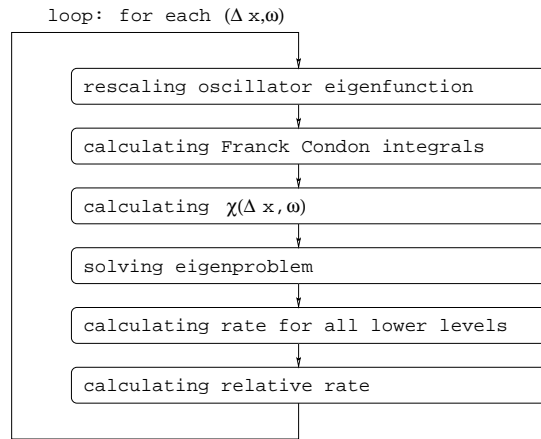 loop: for each (Δ x,ω)
rescaling oscillator eigenfunction
calculating Franck Condon integrals
calculating χ(Δ x,ω)
solving eigenproblem
calculating rate for all lower levels
calculating relative rate